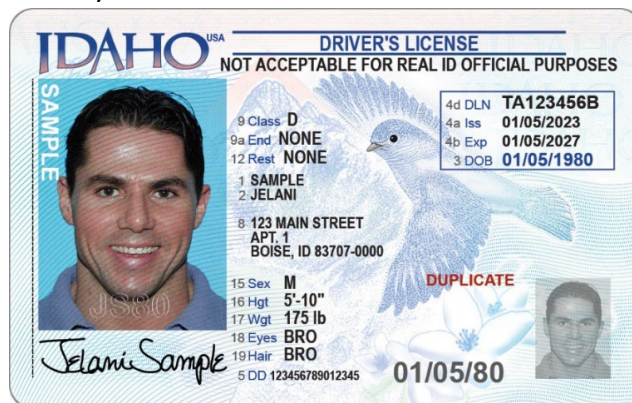 IDAHO USA
DRIVER'S LICENSE
NOT ACCEPTABLE FOR REAL ID OFFICIAL PURPOSES
SAMPLE
9 Class D
9a End NONE
12 Rest NONE
1 SAMPLE
2 JELANI
8 123 MAIN STREET
APT. 1
BOISE, ID 83707-0000
4d DLN TA123456B
4a Iss 01/05/2023
4b Exp 01/05/2027
3 DOB 01/05/1980
15 Sex M
16 Hgt 5'-10"
17 Wgt 175 lb
18 Eyes BRO
19 Hair BRO
5 DD 123456789012345
DUPLICATE
JS80
Jelani Sample
01/05/80